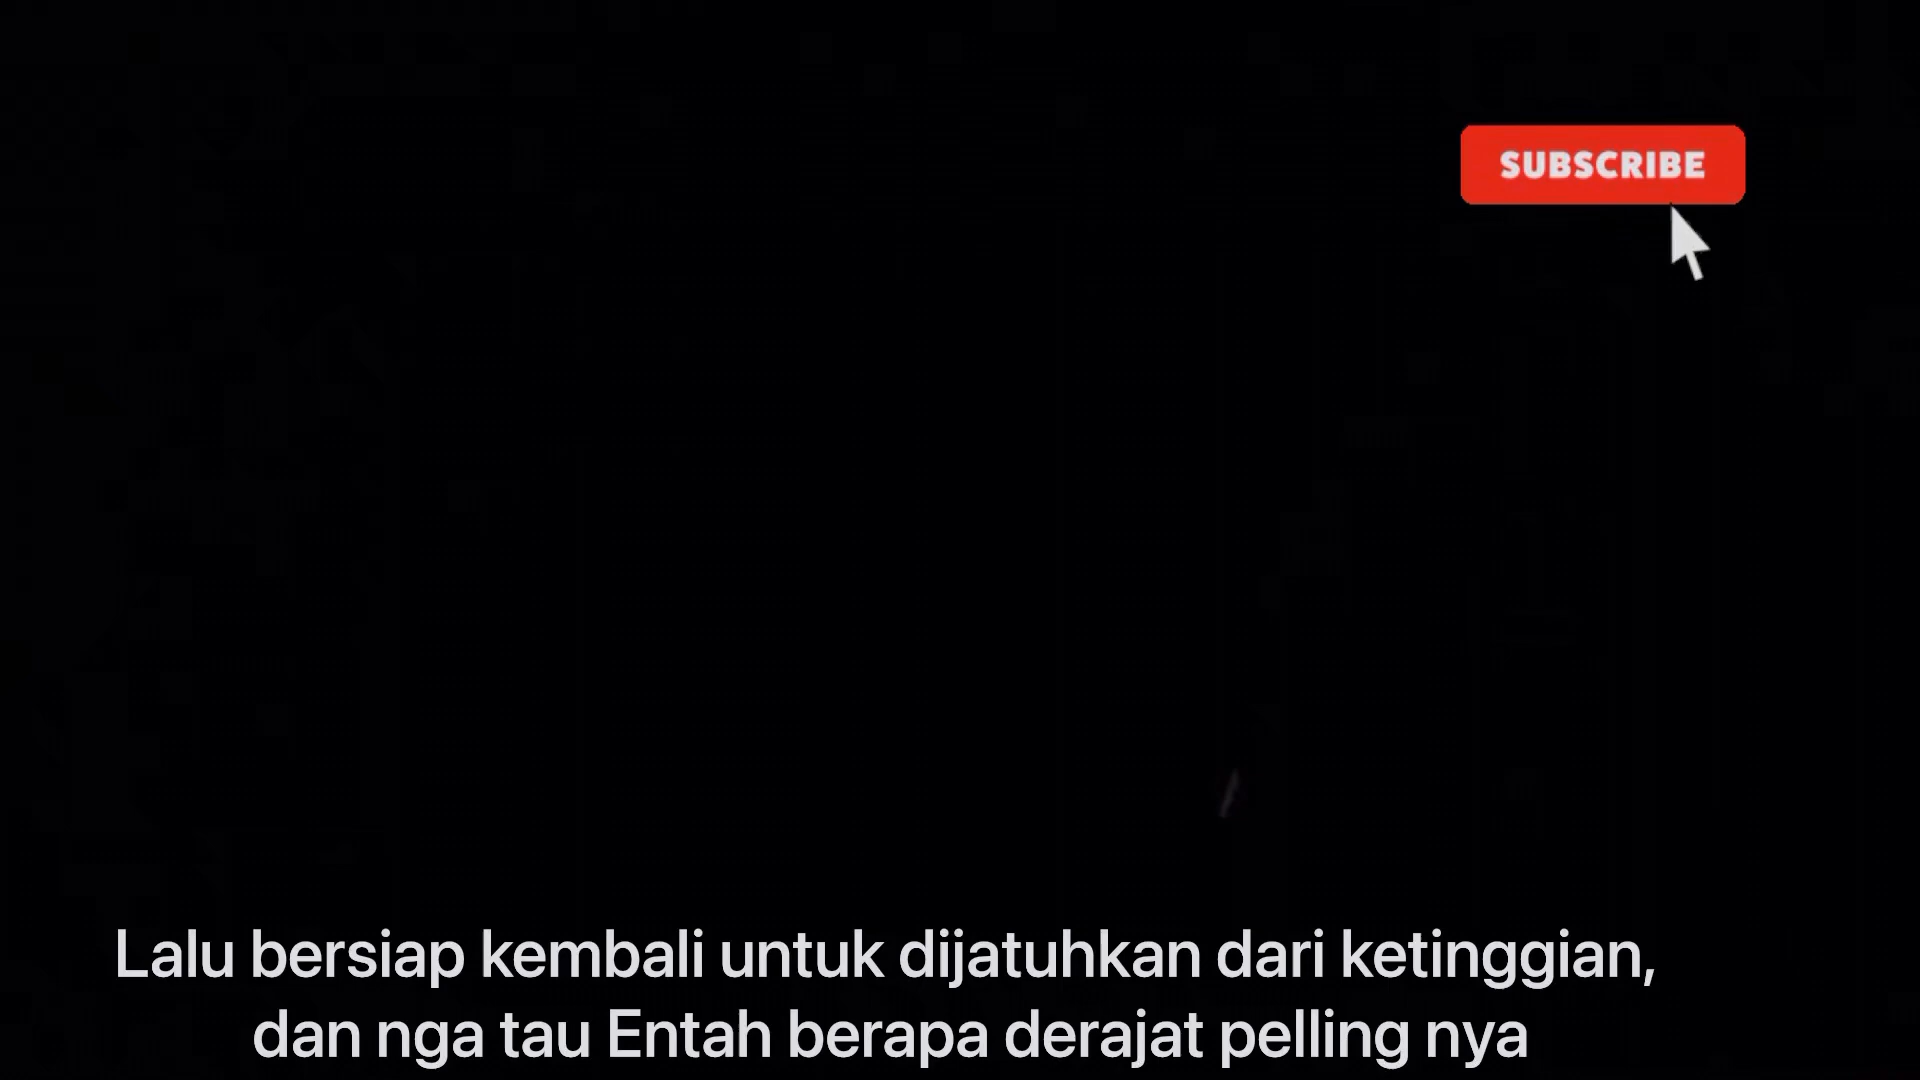 SUBSCRIBE
Lalu bersiap kembali untuk dijatuhkan dari ketinggian,
dan nga tau Entah berapa derajat pelling nya